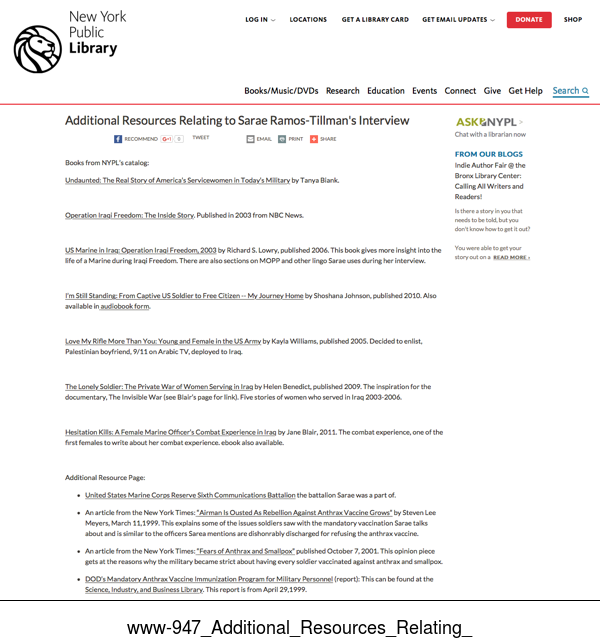 New York
Public
Library
LOG IN
LOCATIONS
GET A LIBRARY CARD
GET EMAIL UPDATES
DONATE
SHOP
Books/Music/DVDs Research Education Events Connect Give Get Help Search
Additional Resources Relating to Sarae Ramos-Tillman's Interview
RECOMMEND G+1 0 TWEET EMAIL PRINT SHARE
Books from NYPL's catalog:
Undaunted: The Real Story of America's Servicewomen in Today's Military by Tanya Biank.
Operation Iraqi Freedom: The Inside Story. Published in 2003 from NBC News.
US Marine in Iraq: Operation Iraqi Freedom, 2003 by Richard S. Lowry, published 2006. This book gives more insight into the
life of a Marine during Iraqi Freedom. There are also sections on MOPP and other lingo Sarae uses during her interview.
I'm Still Standing: From Captive US Soldier to Free Citizen -- My Journey Home by Shoshana Johnson, published 2010. Also
available in audiobook form.
Love My Rifle More Than You: Young and Female in the US Army by Kayla Williams, published 2005. Decided to enlist,
Palestinian boyfriend, 9/11 on Arabic TV, deployed to Iraq.
The Lonely Soldier: The Private War of Women Serving in Iraq by Helen Benedict, published 2009. The inspiration for the
documentary, The Invisible War (see Blair's page for link). Five stories of women who served in Iraq 2003-2006.
Hesitation Kills: A Female Marine Officer's Combat Experience in Iraq by Jane Blair, 2011. The combat experience, one of the
first females to write about her combat experience. ebook also available.
Additional Resource Page:
• United States Marine Corps Reserve Sixth Communications Battalion the battalion Sarae was a part of.
• An article from the New York Times: "Airman Is Ousted As Rebellion Against Anthrax Vaccine Grows" by Steven Lee
Meyers, March 11,1999. This explains some of the issues soldiers saw with the mandatory vaccination Sarae talks
about and is similar to the officers Sarea mentions are dishonrably discharged for refusing the anthrax vaccine.
• An article from the New York Times: "Fears of Anthrax and Smallpox" published October 7, 2001. This opinion piece
gets at the reasons why the military became strict about having every soldier vaccinated against anthrax and smallpox.
• DOD's Mandatory Anthrax Vaccine Immunization Program for Military Personnel (report): This can be found at the
Science, Industry, and Business Library. This report is from April 29,1999.
ASK NYPL >
Chat with a librarian now
FROM OUR BLOGS
Indie Author Fair @ the
Bronx Library Center:
Calling All Writers and
Readers!
Is there a story in you that
needs to be told, but you
don't know how to get it out?
You were able to get your
story out on a READ MORE ›
www-947_Additional_Resources_Relating_